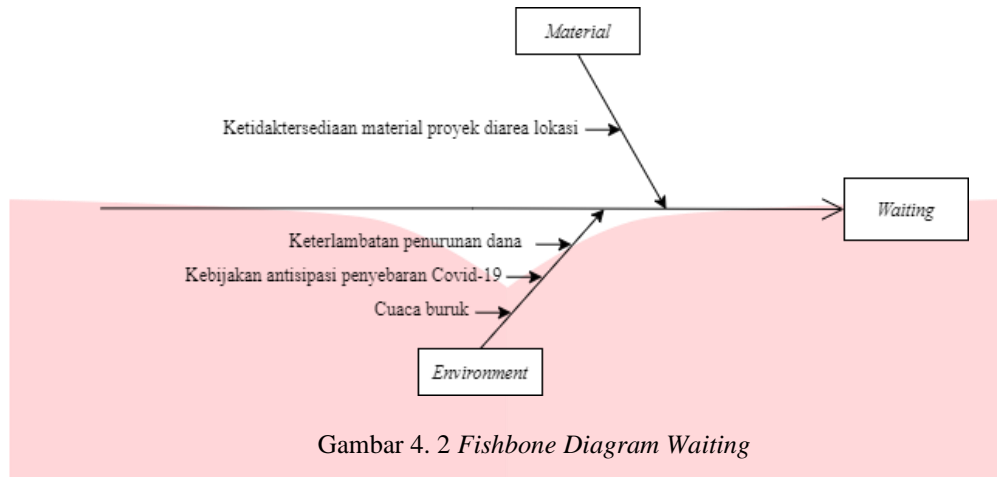 Material
Ketidaktersediaan material proyek diarea lokasi
Waiting
Keterlambatan penurunan dana
Kebijakan antisipasi penyebaran Covid-19
Cuaca buruk
Environment
Gambar 4. 2 Fishbone Diagram Waiting